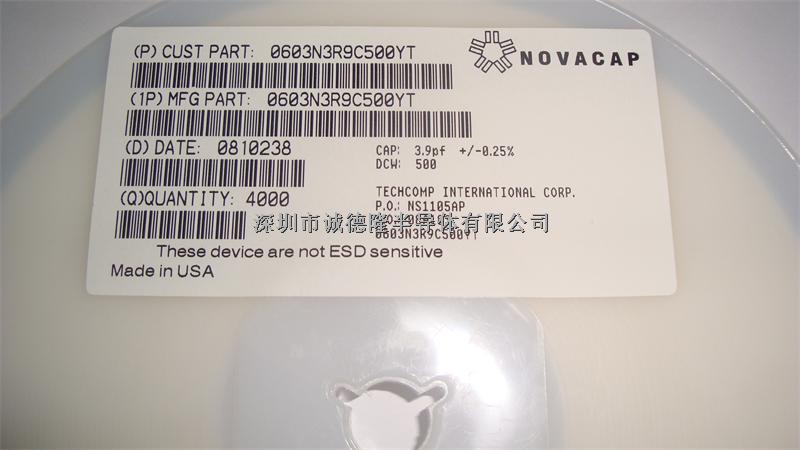 (P) CUST PART: 0603N3R9C500YT
NOVACAP
(1P) MFG PART: 0603N3R9C500YT
(D) DATE: 0810238
CAP: 3.9pf +/-0.25%
DCW: 500
(Q)QUANTITY: 4000
TECHCOMP INTERNATIONAL CORP.
P.O.: NS1105AP
深圳市诚德隆半导体有限公司
0603N3R9C500YT
These device are not ESD sensitive
Made in USA